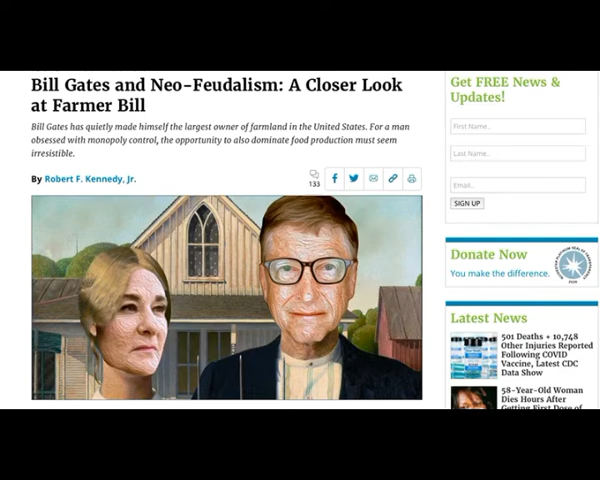 Bill Gates and Neo-Feudalism: A Closer Look
at Farmer Bill
Bill Gates has quietly made himself the largest owner of farmland in the United States. For a man
obsessed with monopoly control, the opportunity to also dominate food production must seem
irresistible.
By Robert F. Kennedy, Jr.
133
Get FREE News &
Updates!
First Name..
Last Name..
Email..
SIGN UP
Donate Now
You make the difference.
Latest News
501 Deaths + 10,748
Other Injuries Reported
Following COVID
Vaccine, Latest CDC
Data Show
58-Year-Old Woman
Dies Hours After
Getting First Dose of